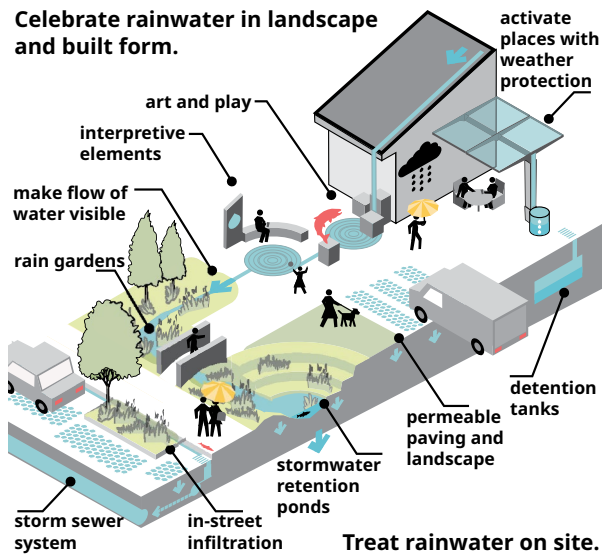 Celebrate rainwater in landscape
and built form.
activate
places with
weather
protection
art and play
interpretive
elements
make flow of
water visible
rain gardens
detention
tanks
permeable
paving and
landscape
stormwater
retention
ponds
storm sewer
system
in-street
infiltration
Treat rainwater on site.